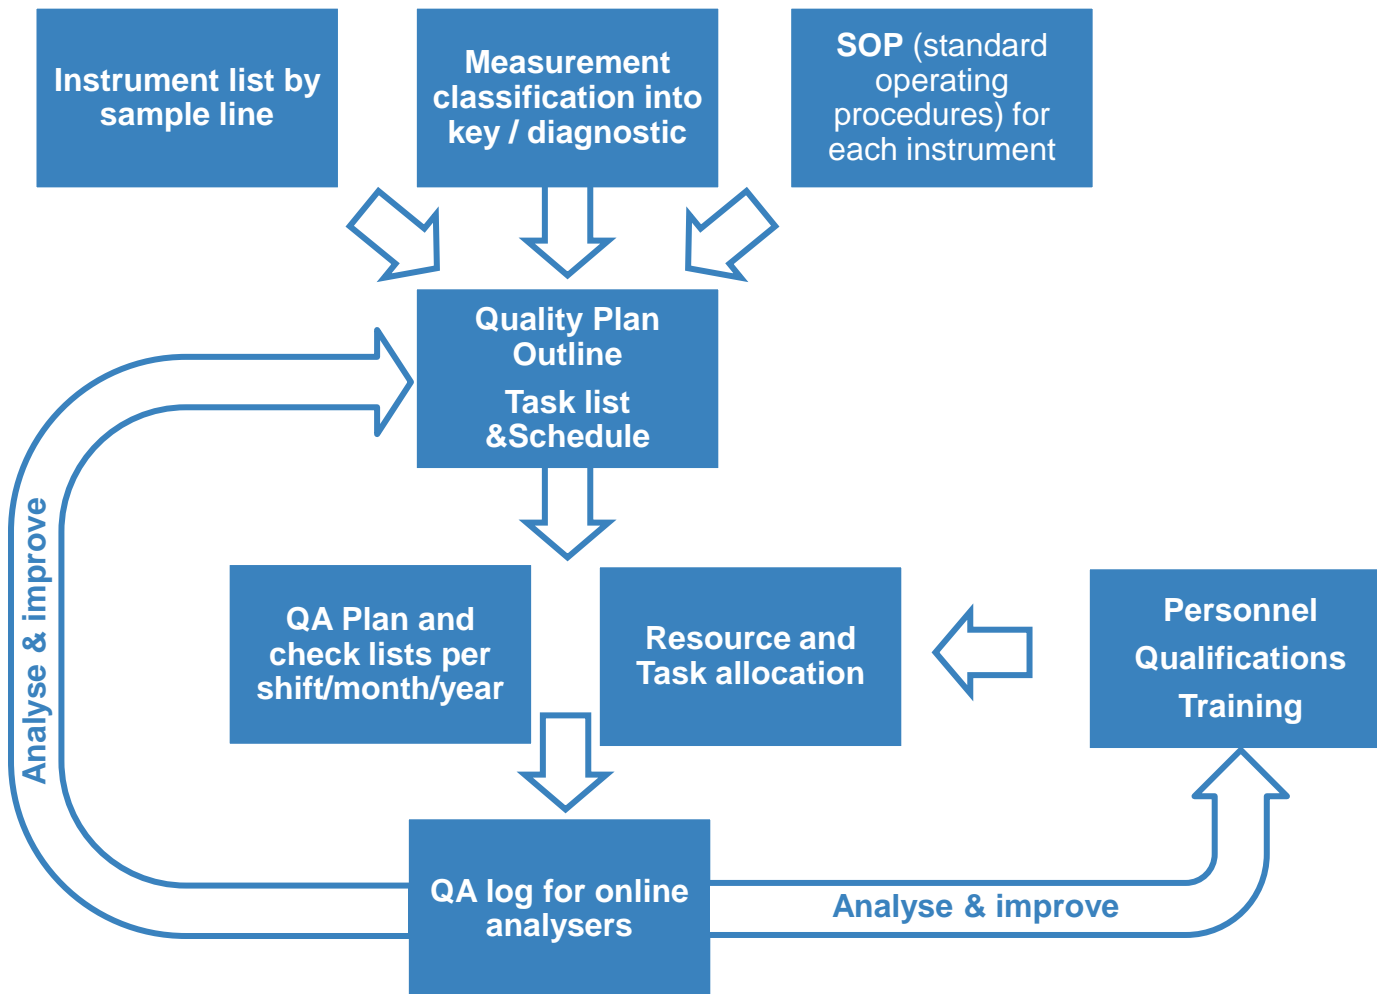 Instrument list by
sample line
Measurement
classification into
key / diagnostic
SOP (standard
operating
procedures) for
each instrument
Quality Plan
Outline
Task list
&Schedule
Analyse & improve
QA Plan and
check lists per
shift/month/year
Resource and
Task allocation
Personnel
Qualifications
Training
QA log for online
analysers
Analyse & improve